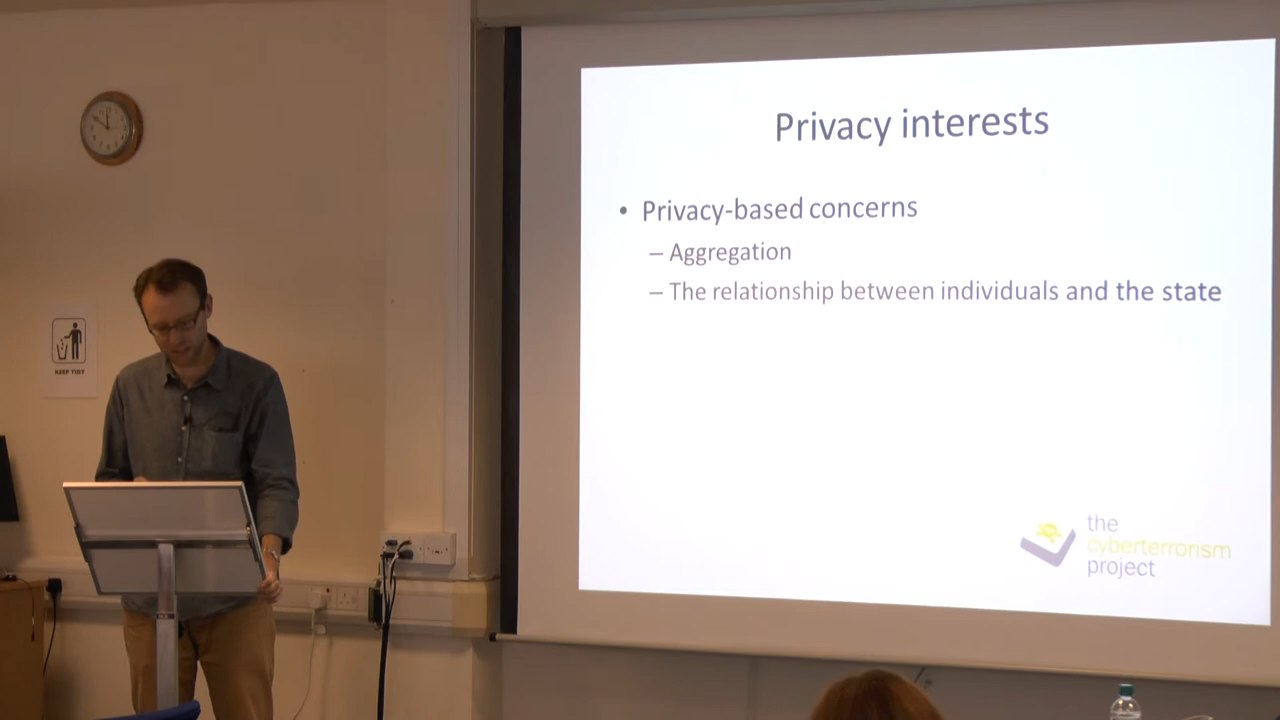 Privacy interests
• Privacy-based concerns
– Aggregation
– The relationship between individuals and the state
the
cyberterrorism
project
KEEP TIDY